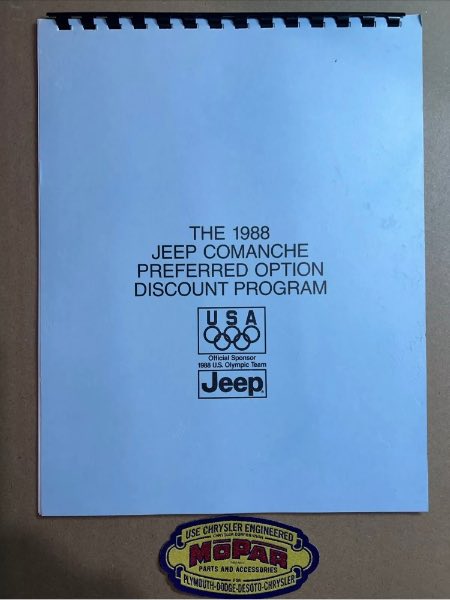 THE 1988
JEEP COMANCHE
PREFERRED OPTION
DISCOUNT PROGRAM
USA
Official Sponsor
1988 U.S. Olympic Team
Jeep
USE CHRYSLER ENGINEERED
MOPAR
PARTS AND ACCESSORIES
FOR
PLYMOUTH-DODGE-DESOTO-CHRYSLER